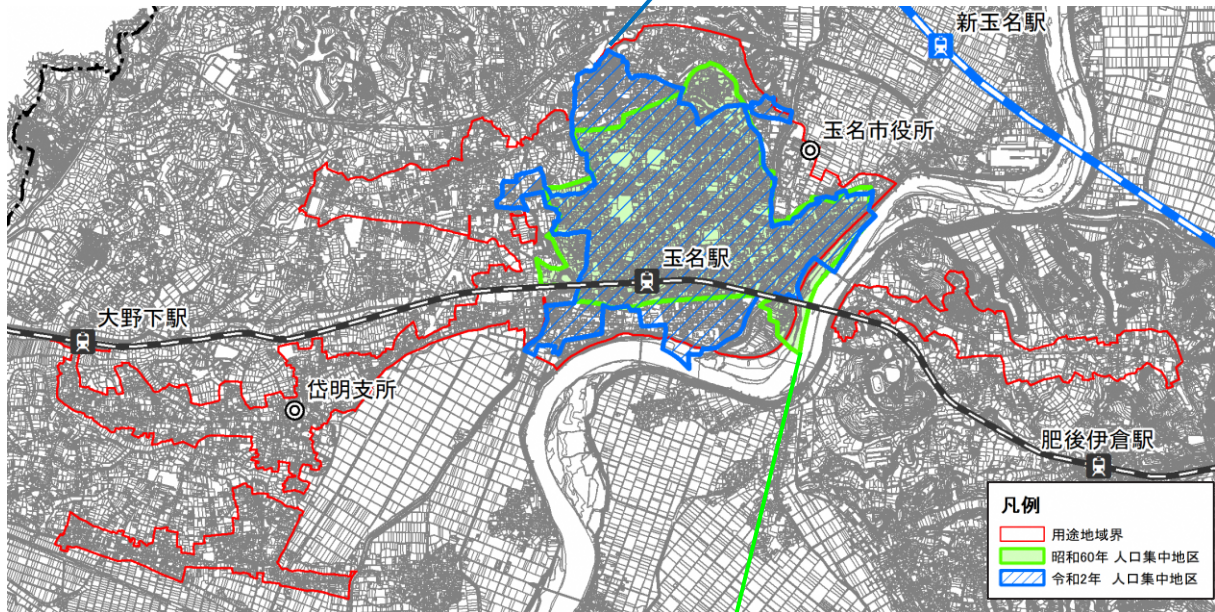 新玉名駅
玉名市役所
玉名駅
大野下駅
岱明支所
肥後伊倉駅
凡例
用途地域界
昭和60年 人口集中地区
令和2年 人口集中地区